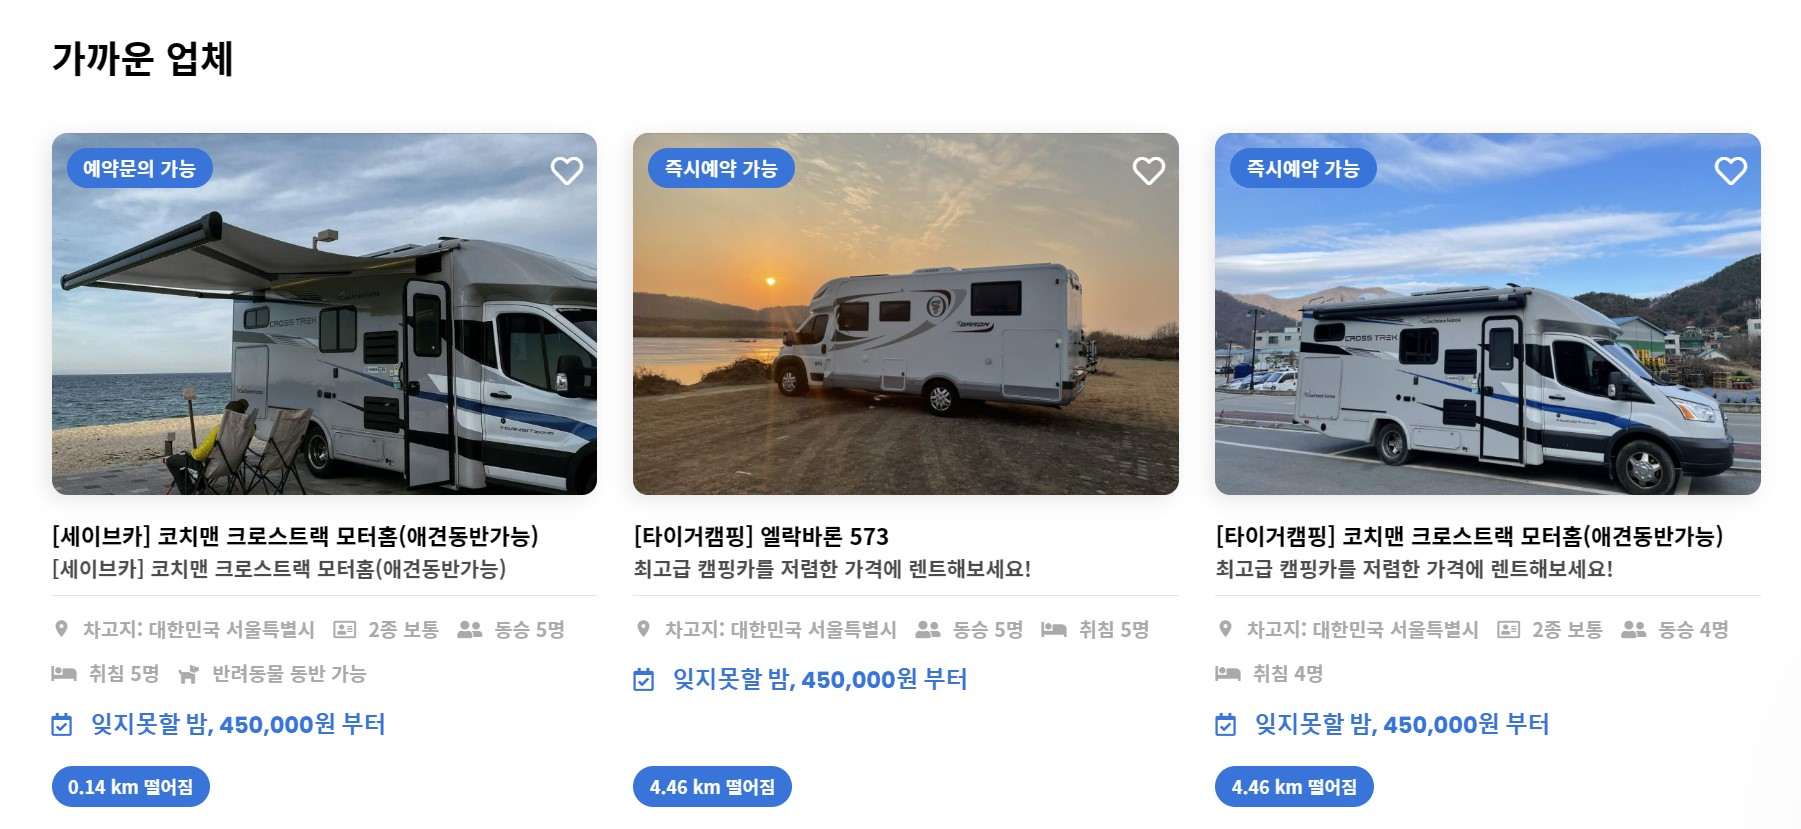 가까운 업체
예약문의 가능
CROSS TREK
[세이브카] 코치맨 크로스트랙 모터홈(애견동반가능)
[세이브카] 코치맨 크로스트랙 모터홈(애견동반가능)
차고지: 대한민국 서울특별시 2종 보통 동승 5명
취침 5명 반려동물 동반 가능
잊지못할 밤, 450,000원 부터
0.14 km 떨어짐
즉시예약 가능
BARON
[타이거캠핑] 엘락바론 573
최고급 캠핑카를 저렴한 가격에 렌트해보세요!
차고지: 대한민국 서울특별시 동승 5명 취침 5명
잊지못할 밤, 450,000원 부터
4.46 km 떨어짐
즉시예약 가능
Coachmen korea
CROSS TREK
[타이거캠핑] 코치맨 크로스트랙 모터홈(애견동반가능)
최고급 캠핑카를 저렴한 가격에 렌트해보세요!
차고지: 대한민국 서울특별시 2종 보통 동승 4명
취침 4명
잊지못할 밤, 450,000원 부터
4.46 km 떨어짐